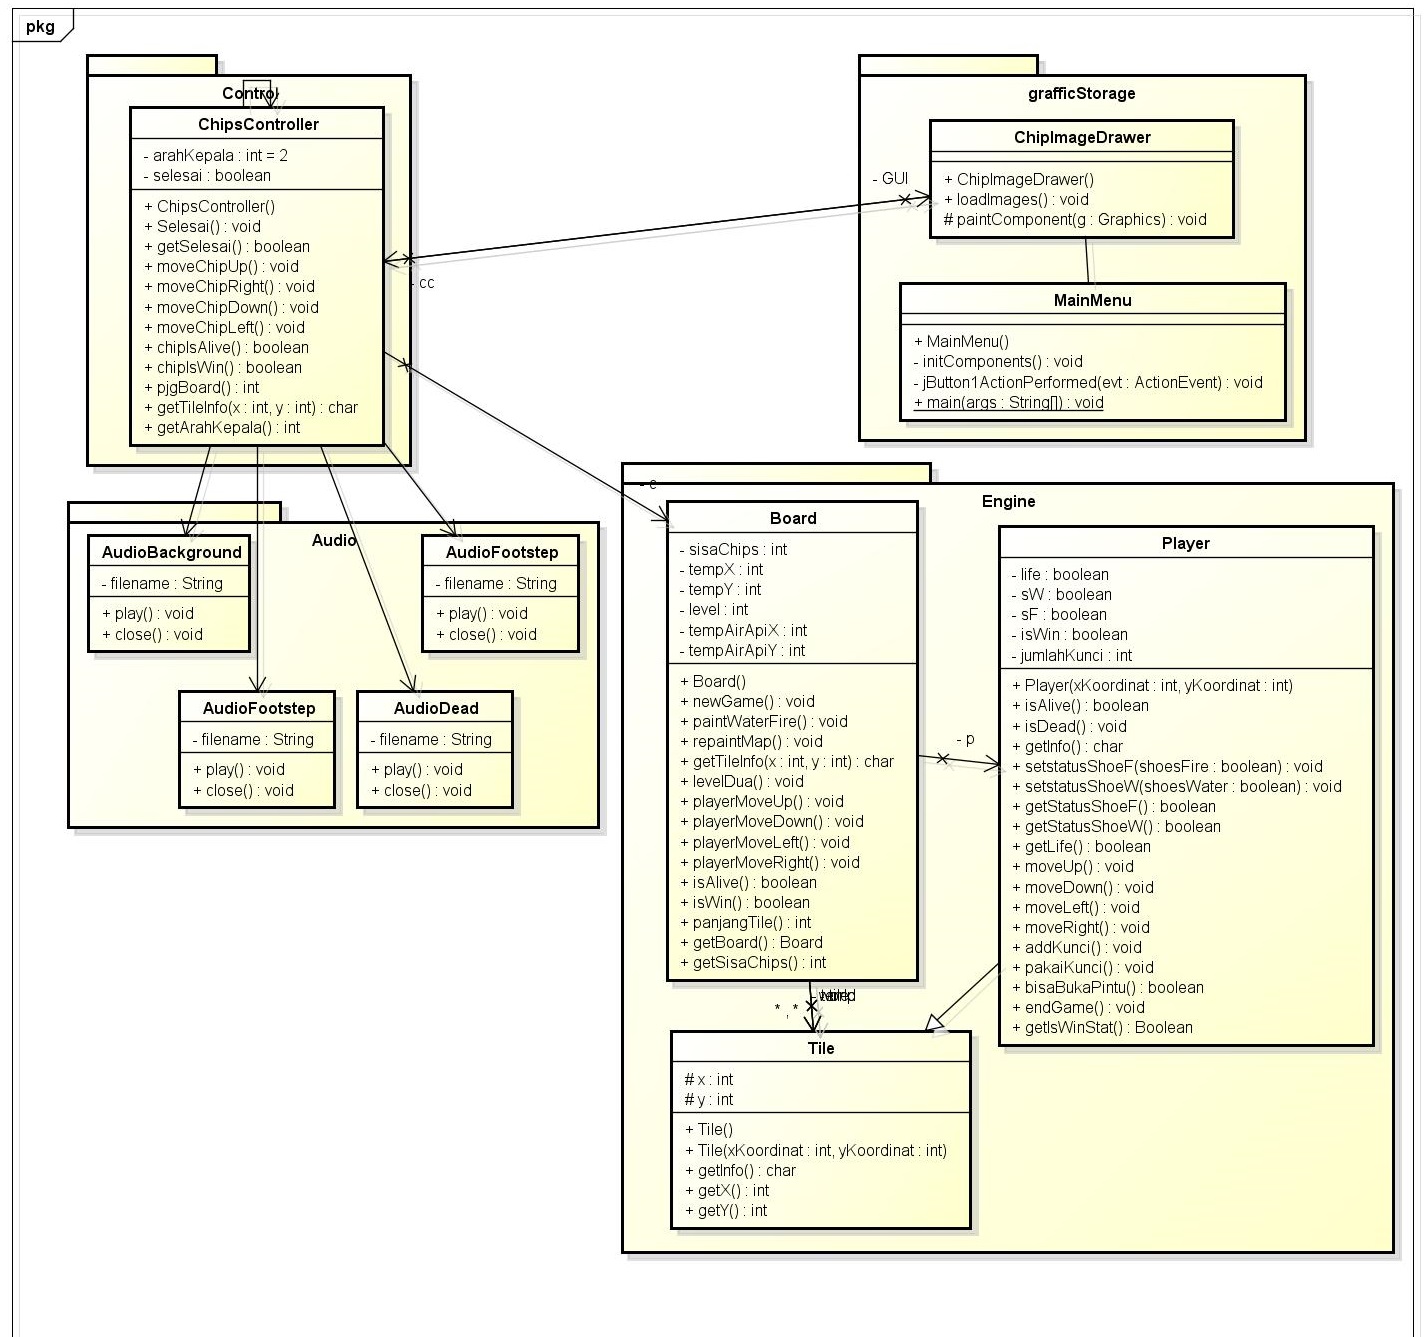 pkg
Control
ChipsController
- arahKepala : int = 2
- selesai : boolean
+ ChipsController()
+ Selesai() : void
+ getSelesai() : boolean
+ moveChipUp() : void
+ moveChipRight() : void
+ moveChipDown() : void
+ moveChipLeft() : void
+ chipIsAlive() : boolean
+ chipIsWin() : boolean
+ pjgBoard() : int
+ getTileInfo(x : int, y : int) : char
+ getArahKepala() : int
- GUI
- cc
grafficStorage
ChipImageDrawer
+ ChipImageDrawer()
+ loadImages() : void
# paintComponent(g : Graphics) : void
MainMenu
+ MainMenu()
- initComponents() : void
- jButton1ActionPerformed(evt : ActionEvent) : void
+ main(args : String[]) : void
Audio
AudioBackground
- filename : String
+ play() : void
+ close() : void
AudioFootstep
- filename : String
+ play() : void
+ close() : void
AudioFootstep
- filename : String
+ play() : void
+ close() : void
AudioDead
- filename : String
+ play() : void
+ close() : void
- c
Engine
Board
- sisaChips : int
- tempX : int
- tempY : int
- level : int
- tempAirApiX : int
- tempAirApiY : int
+ Board()
+ newGame() : void
+ paintWaterFire() : void
+ repaintMap() : void
+ getTileInfo(x : int, y : int) : char
+ levelDua() : void
+ playerMoveUp() : void
+ playerMoveDown() : void
+ playerMoveLeft() : void
+ playerMoveRight() : void
+ isAlive() : boolean
+ isWin() : boolean
+ panjangTile() : int
+ getBoard() : Board
+ getSisaChips() : int
- p
Player
- life : boolean
- sW : boolean
- sF : boolean
- isWin : boolean
- jumlahKunci : int
+ Player(xKoordinat : int, yKoordinat : int)
+ isAlive() : boolean
+ isDead() : void
+ getInfo() : char
+ setstatusShoeF(shoesFire : boolean) : void
+ setstatusShoeW(shoesWater : boolean) : void
+ getStatusShoeF() : boolean
+ getStatusShoeW() : boolean
+ getLife() : boolean
+ moveUp() : void
+ moveDown() : void
+ moveLeft() : void
+ moveRight() : void
+ addKunci() : void
+ pakaiKunci() : void
+ bisaBukaPintu() : boolean
+ endGame() : void
+ getIsWinStat() : Boolean
* , *
Tile
# x : int
# y : int
+ Tile()
+ Tile(xKoordinat : int, yKoordinat : int)
+ getInfo() : char
+ getX() : int
+ getY() : int